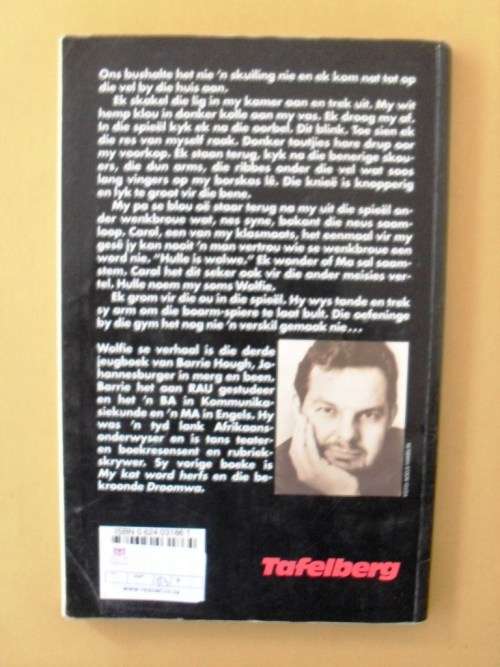 Ons bushalte het nie 'n skuiling nie en ek kom nat tot op
die vel by die huis aan.
Ek skakel die lig in my kamer aan en trek uit. My wit
hemp klou in donker kolle aan my vas. Ek droog my af.
In die spieël kyk ek na die oorbel. Dit blink. Toe sien ek
die res van myself raak. Donker toutjies hare drup oor
my voorkop. Ek staan terug, kyk na die benerige skou-
ers, die dun arms, die ribbes onder die vel wat soos
lang vingers op my borskas lê. Die knieë is knopperig
en lyk te groot vir die bene.
My pa se blou oë staar terug na my uit die spieël on-
der wenkbroue wat, nes syne, bokant die neus saam-
loop. Carol, een van my klasmaats, het eenmaal vir my
gesê jy kan nooit 'n man vertrou wie se wenkbroue een
word nie. "Hulle is wolwe." Ek wonder of Ma sal saam-
stem. Carol het dit seker ook vir die ander meisies ver-
tel. Hulle noem my soms Wolfie.
Ek grom vir die ou in die spieël. Hy wys tande en trek
sy arm om die boarm-spiere te laat bult. Die oefeninge
by die gym het nog nie 'n verskil gemaak nie...
Wolfie se verhaal is die derde
jeugboek van Barrie Hough, Jo-
hannesburger in merg en been.
Barrie het aan RAU gestudeer
en het 'n BA in Kommunika-
siekunde en 'n MA in Engels. Hy
was 'n tyd lank Afrikaans-
onderwyser en is tans teater-
en boekresensent en rubriek-
skrywer. Sy vorige boeke is
My kat word herfs en die be-
kroonde Droomwa.
ISBN 0 624 03186 1
Tafelberg